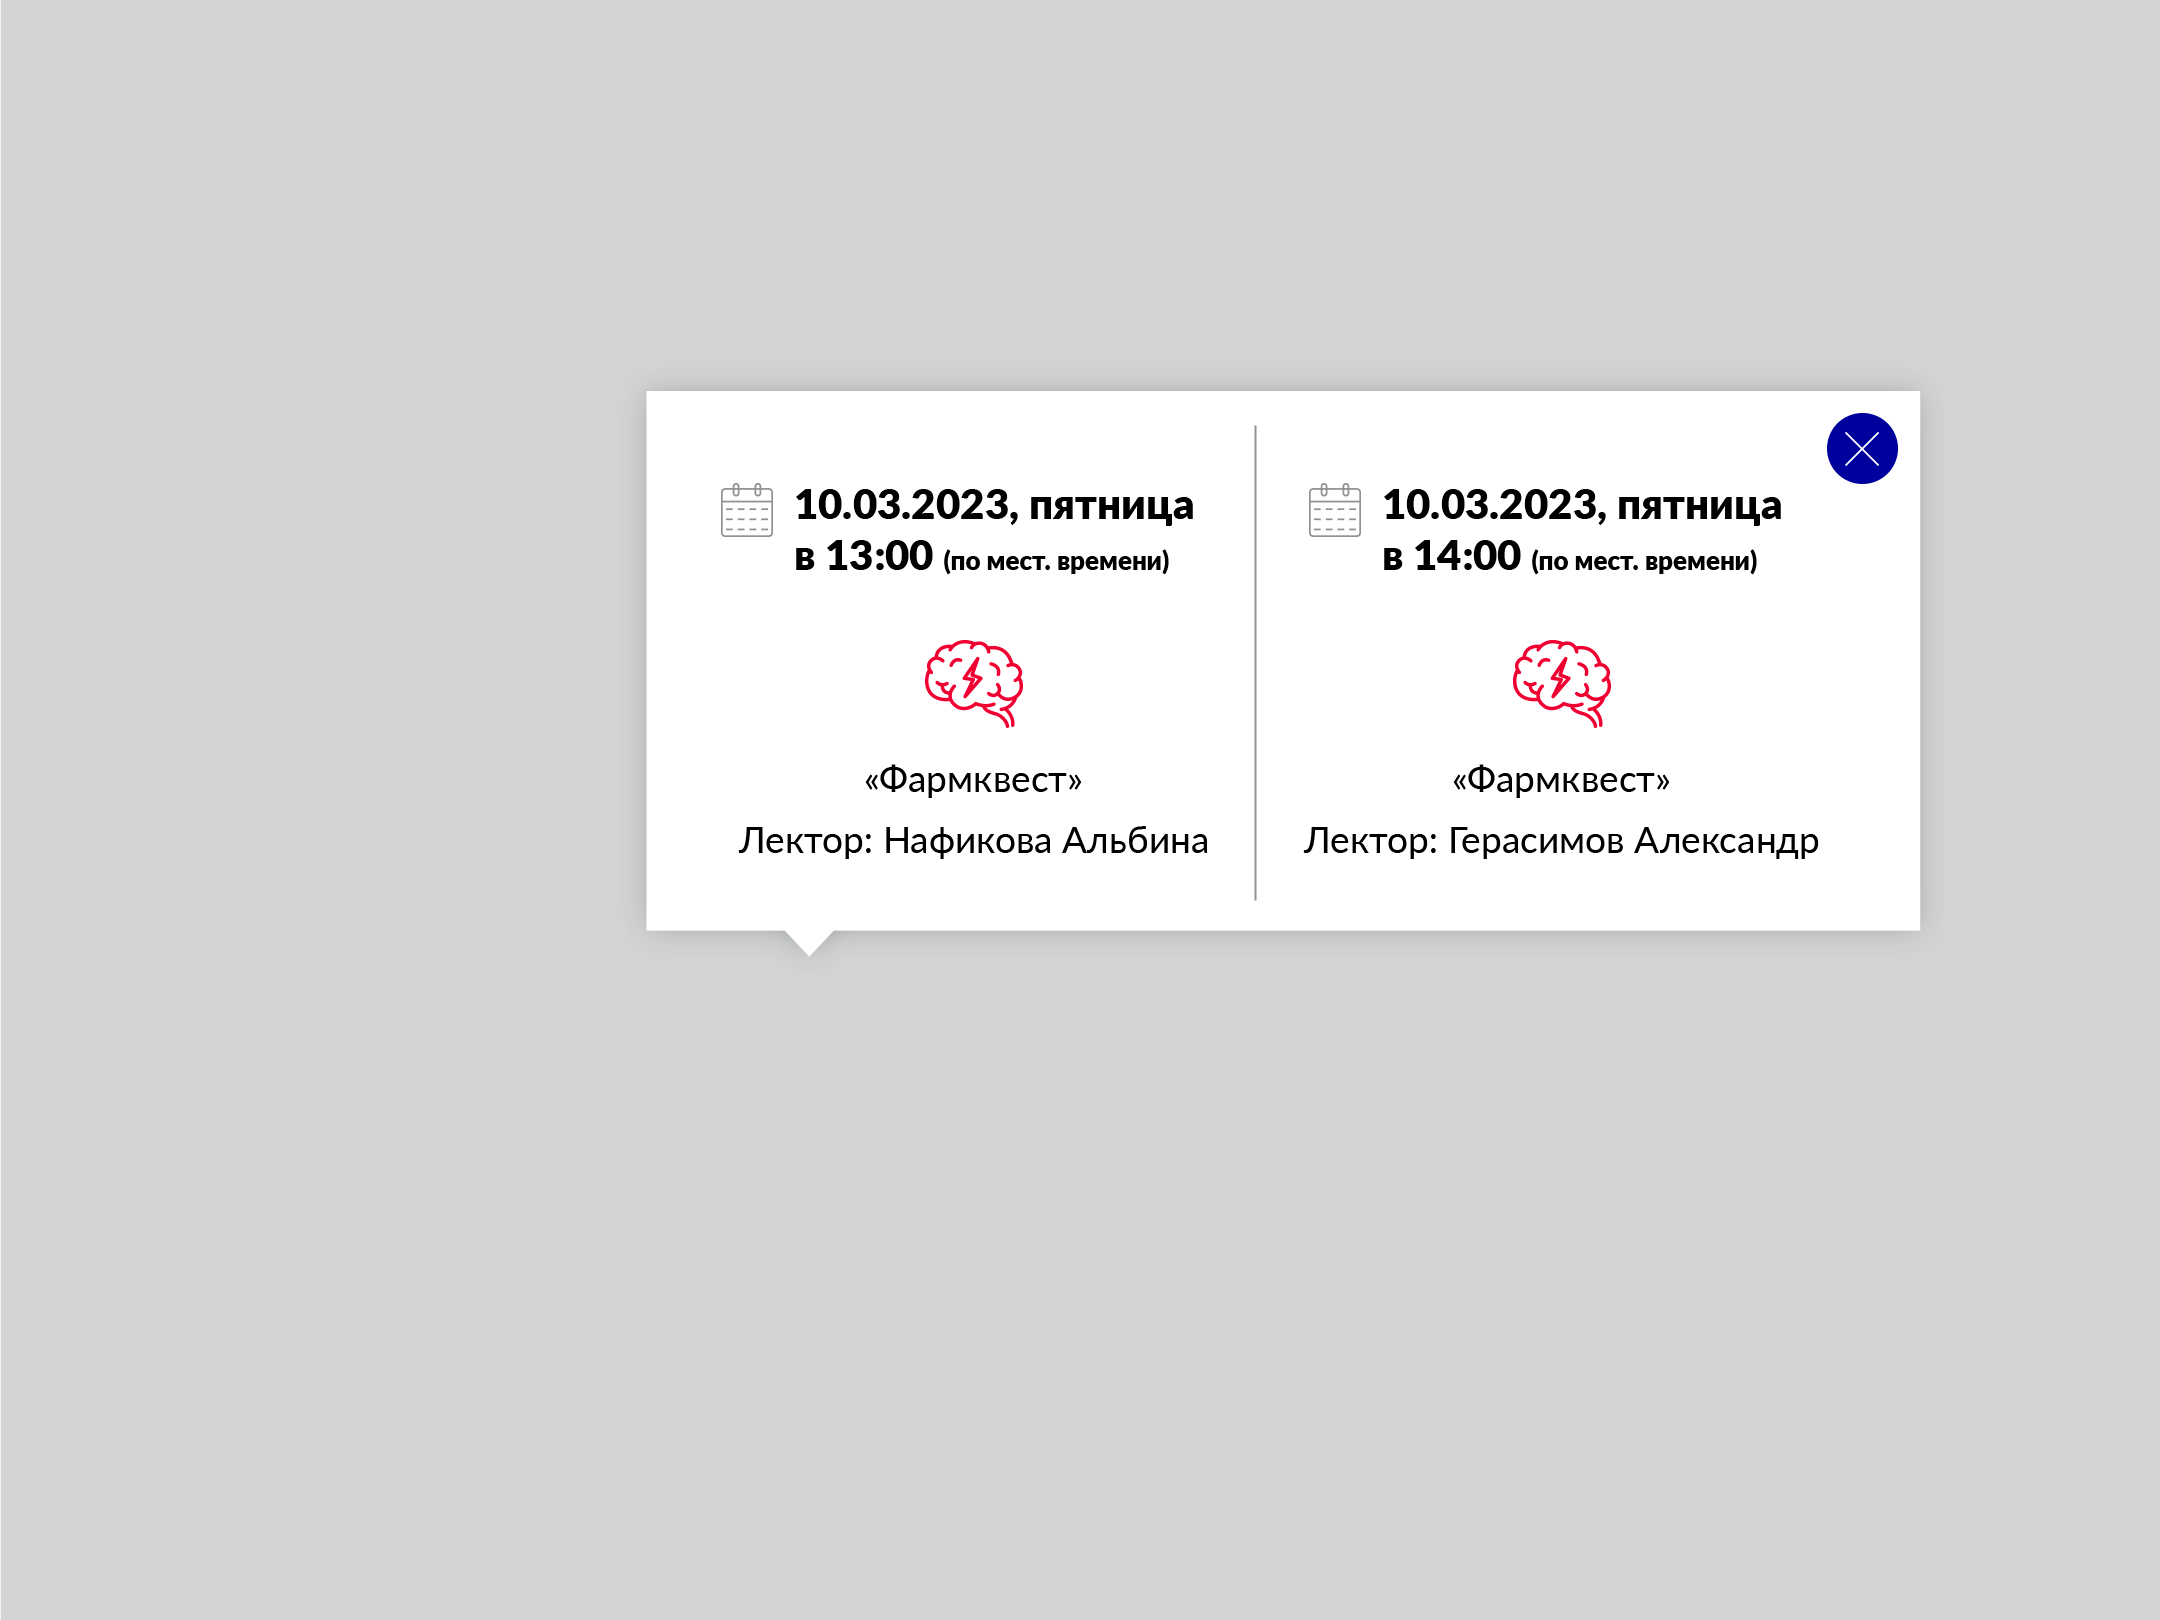 10.03.2023, пятница
в 13:00 (по мест. времени)
«Фармквест»
Лектор: Нафикова Альбина
10.03.2023, пятница
в 14:00 (по мест. времени)
«Фармквест»
Лектор: Герасимов Александр